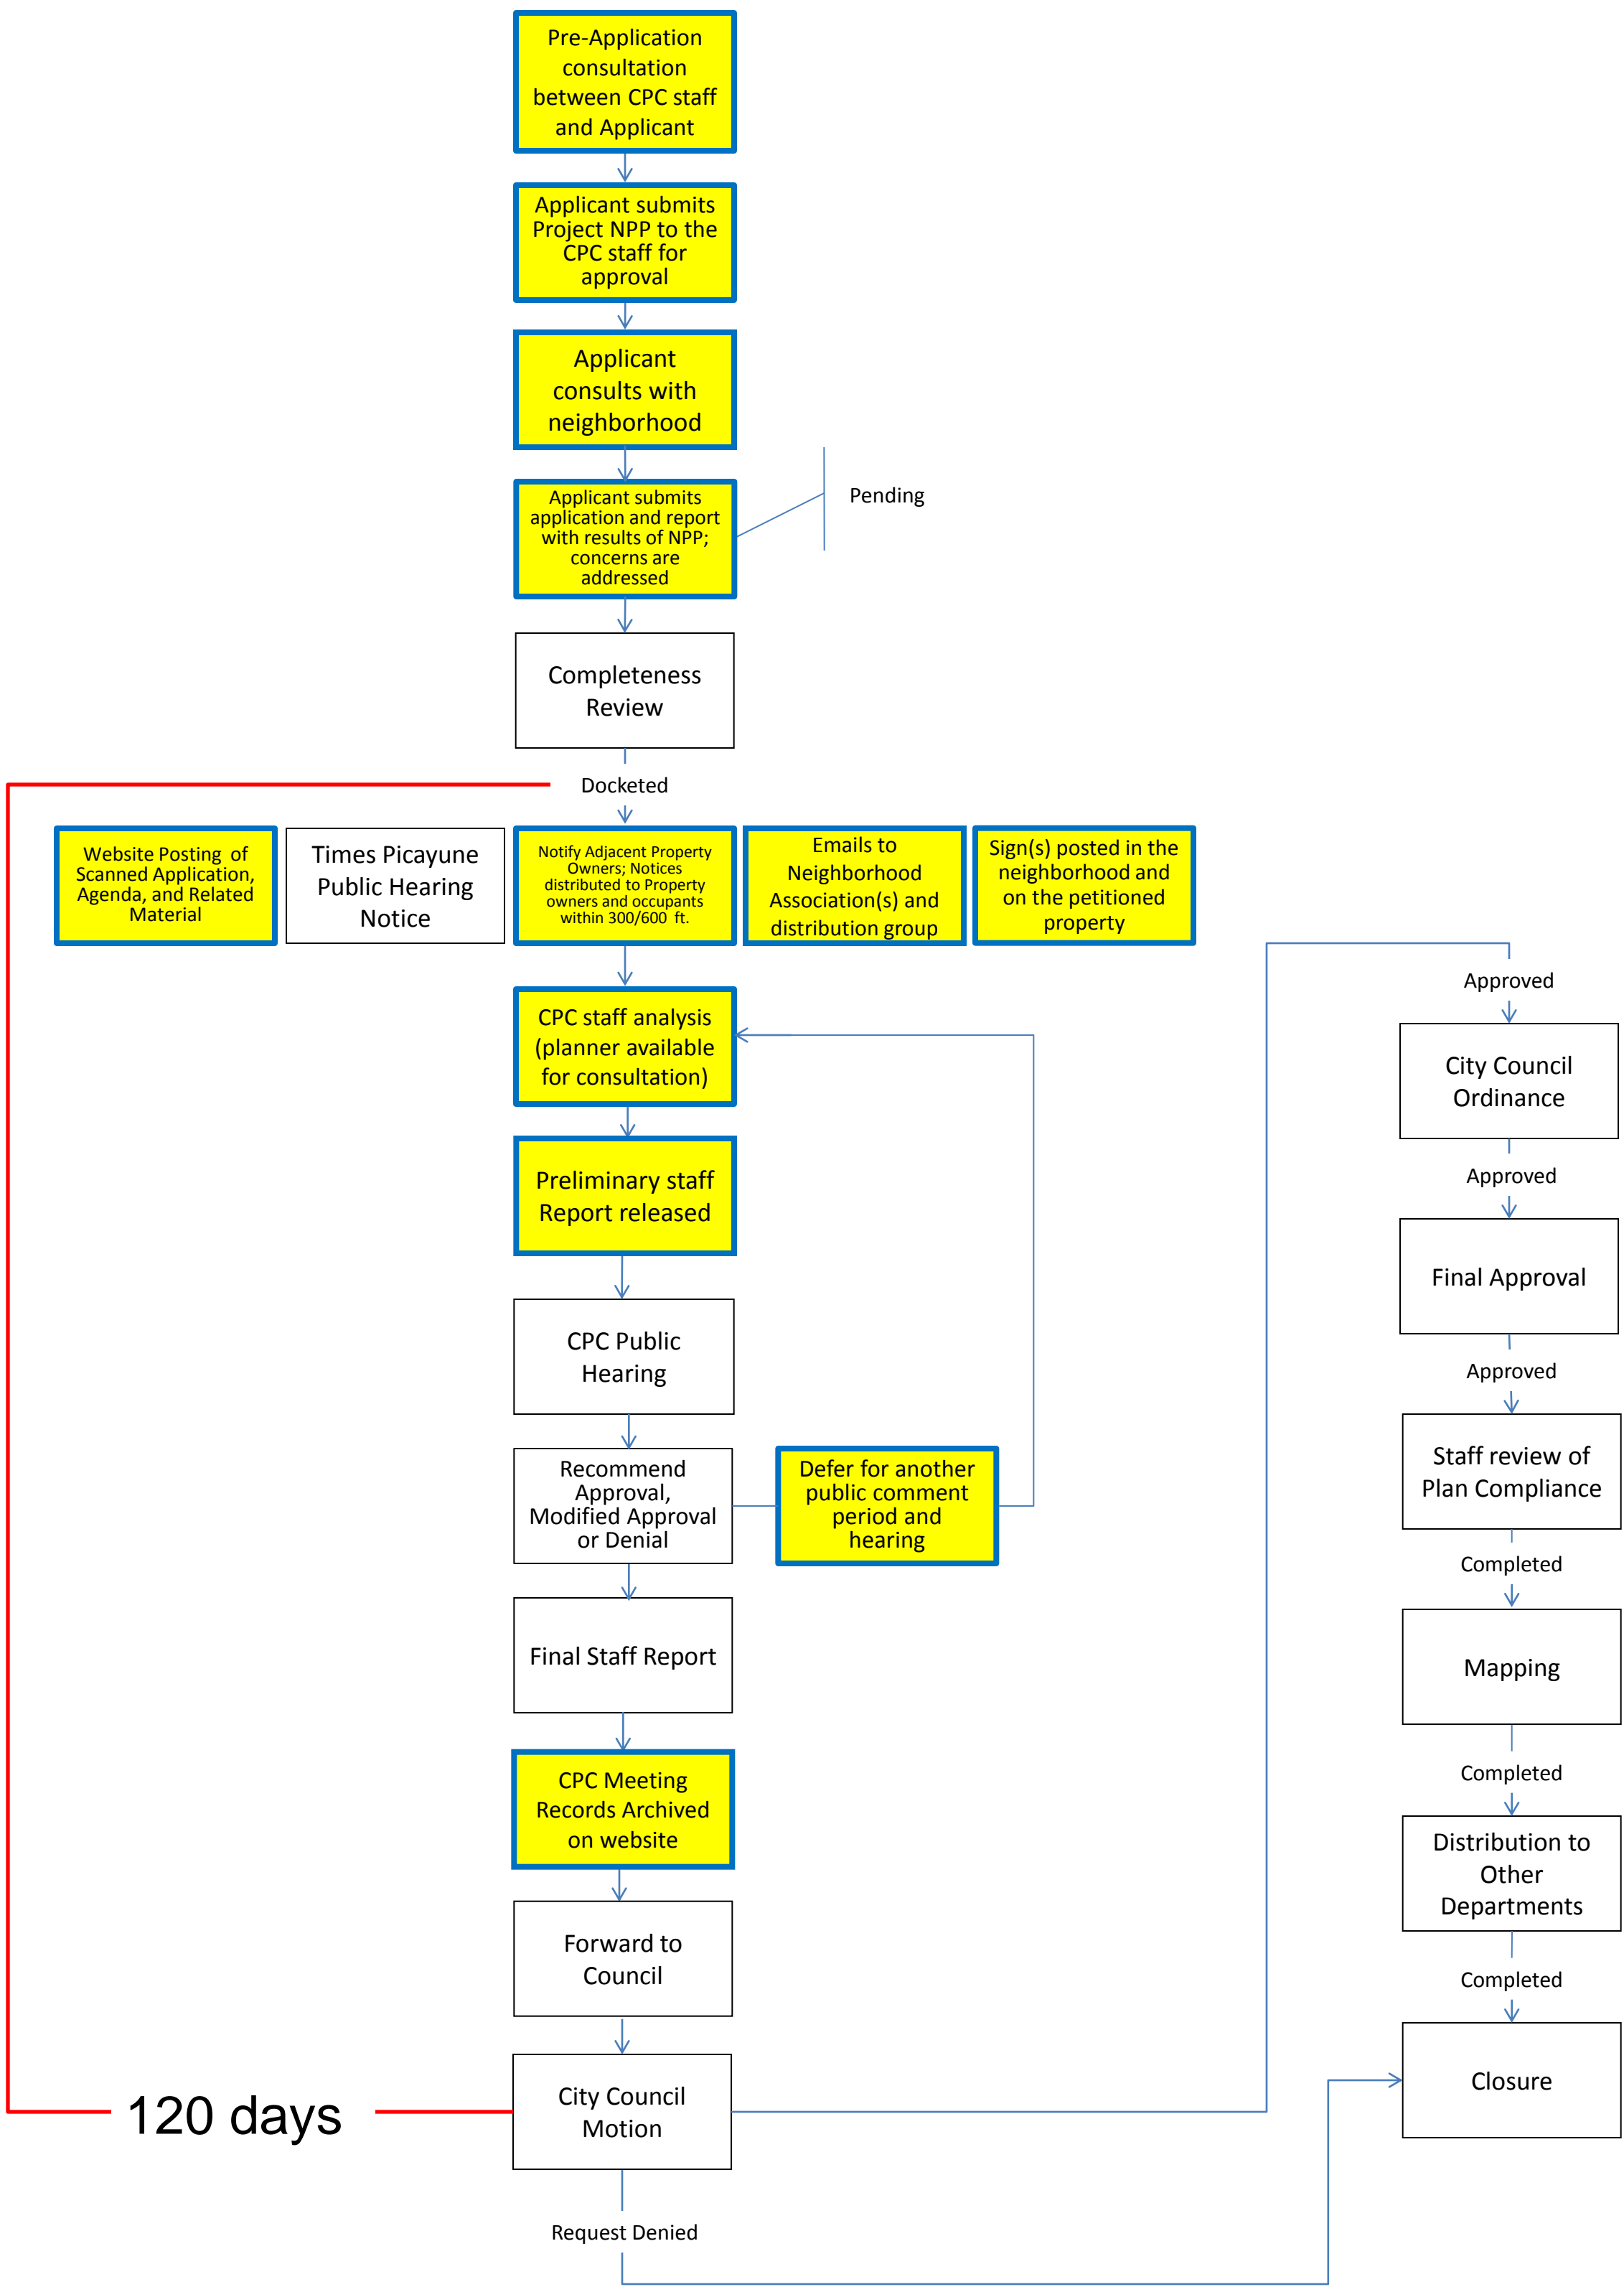 Pre-Application
consultation
between CPC staff
and Applicant
Applicant submits
Project NPP to the
CPC staff for
approval
Applicant
consults with
neighborhood
Applicant submits
application and report
with results of NPP;
concerns are
addressed
Pending
Completeness
Review
Docketed
Website Posting of
Scanned Application,
Agenda, and Related
Material
Times Picayune
Public Hearing
Notice
Notify Adjacent Property
Owners; Notices
distributed to Property
owners and occupants
within 300/600 ft.
Emails to
Neighborhood
Association(s) and
distribution group
Sign(s) posted in the
neighborhood and
on the petitioned
property
CPC staff analysis
(planner available
for consultation)
Preliminary staff
Report released
CPC Public
Hearing
Recommend
Approval,
Modified Approval
or Denial
Defer for another
public comment
period and
hearing
Final Staff Report
CPC Meeting
Records Archived
on website
Forward to
Council
120 days
City Council
Motion
Request Denied
Approved
City Council
Ordinance
Approved
Final Approval
Approved
Staff review of
Plan Compliance
Completed
Mapping
Completed
Distribution to
Other
Departments
Completed
Closure